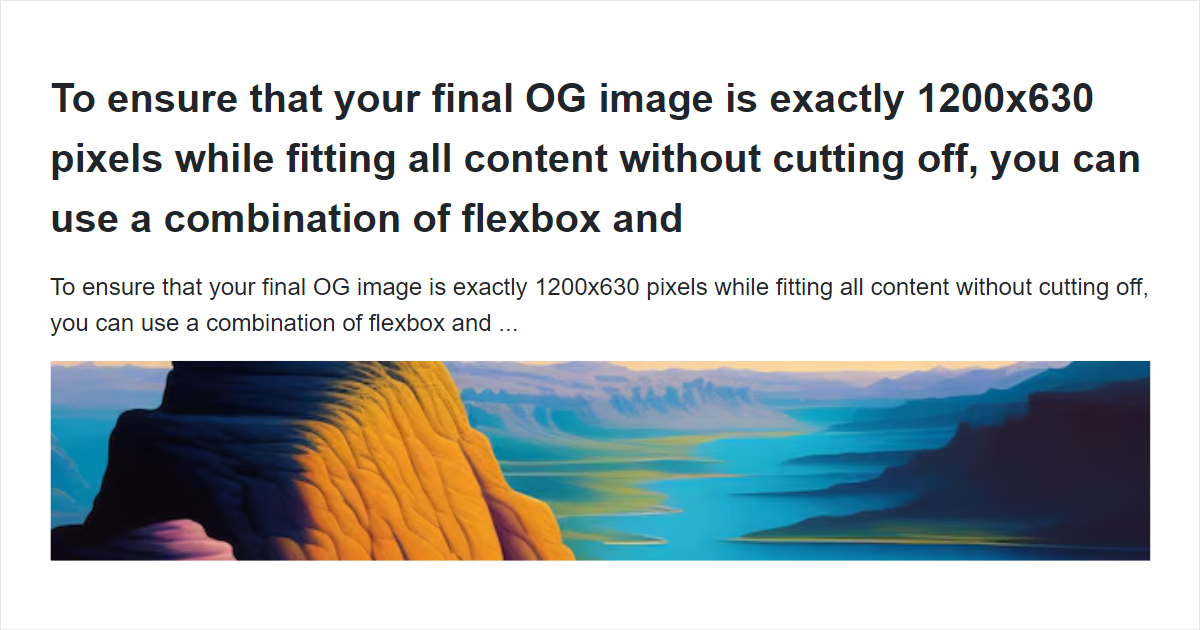 To ensure that your final OG image is exactly 1200x630
pixels while fitting all content without cutting off, you can
use a combination of flexbox and
To ensure that your final OG image is exactly 1200x630 pixels while fitting all content without cutting off,
you can use a combination of flexbox and ...